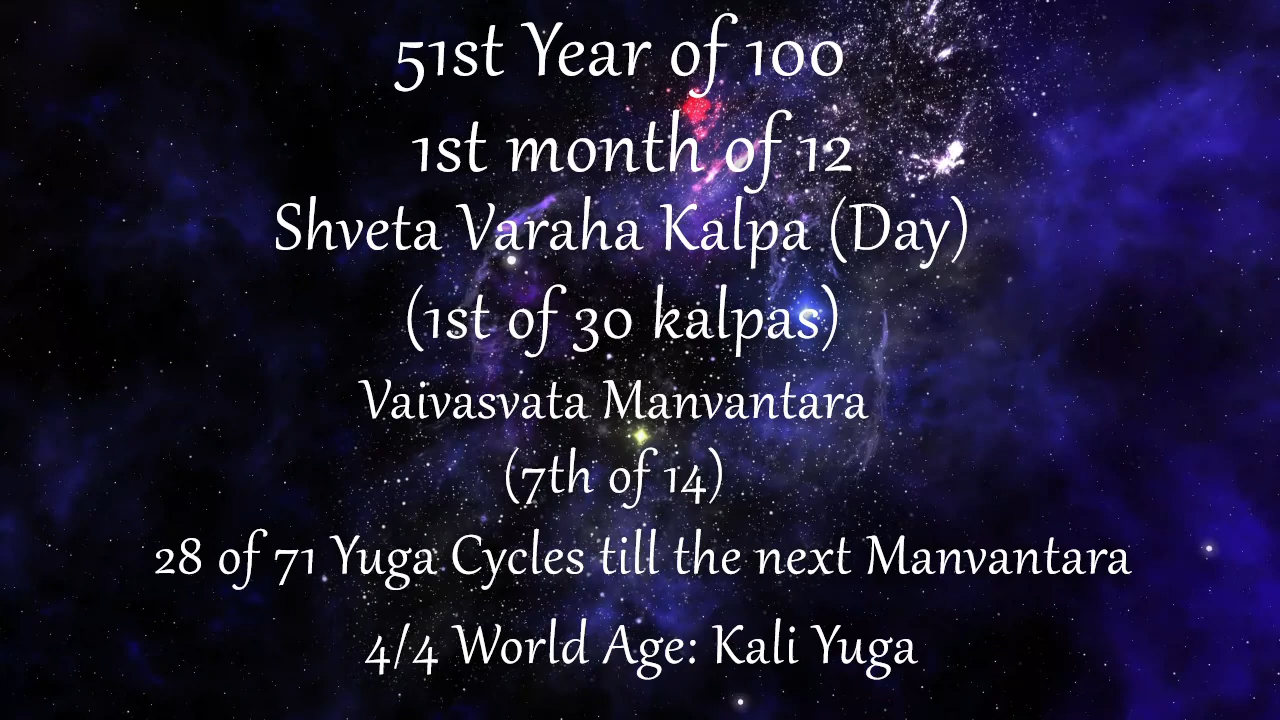 51st Year of 100
1st month of 12
Shveta Varaha Kalpa (Day)
(1st of 30 kalpas)
Vaivasvata Manvantara
(7th of 14)
28 of 71 Yuga Cycles till the next Manvantara
4/4 World Age: Kali Yuga